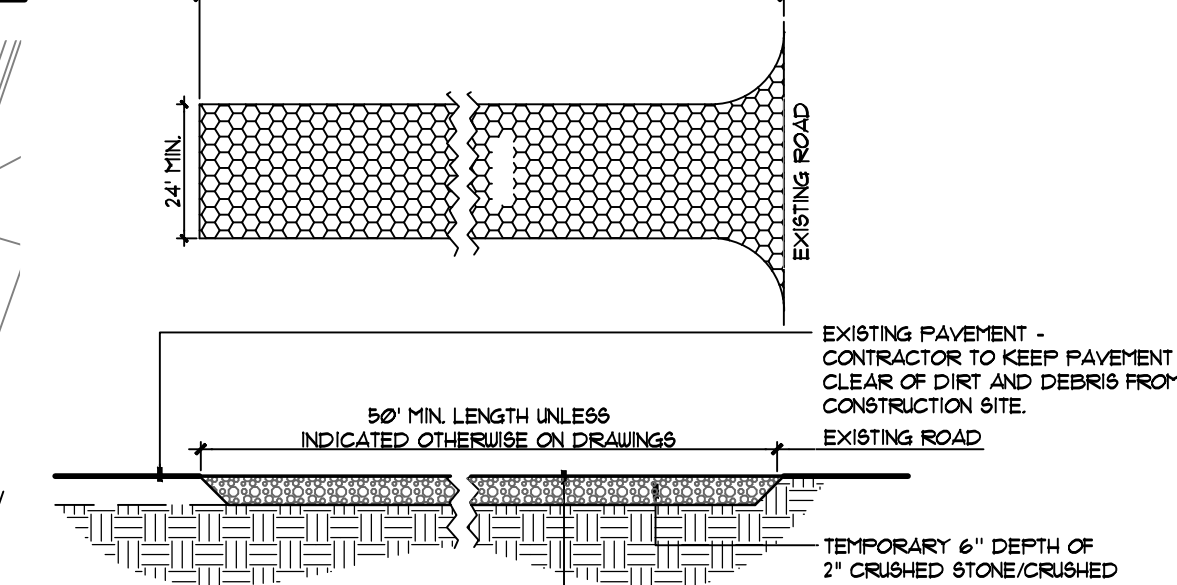 24' MIN.
EXISTING ROAD
EXISTING PAVEMENT -
CONTRACTOR TO KEEP PAVEMENT
CLEAR OF DIRT AND DEBRIS FROM
CONSTRUCTION SITE.
50' MIN. LENGTH UNLESS
INDICATED OTHERWISE ON DRAWINGS
EXISTING ROAD
TEMPORARY 6" DEPTH OF
2" CRUSHED STONE/CRUSHED